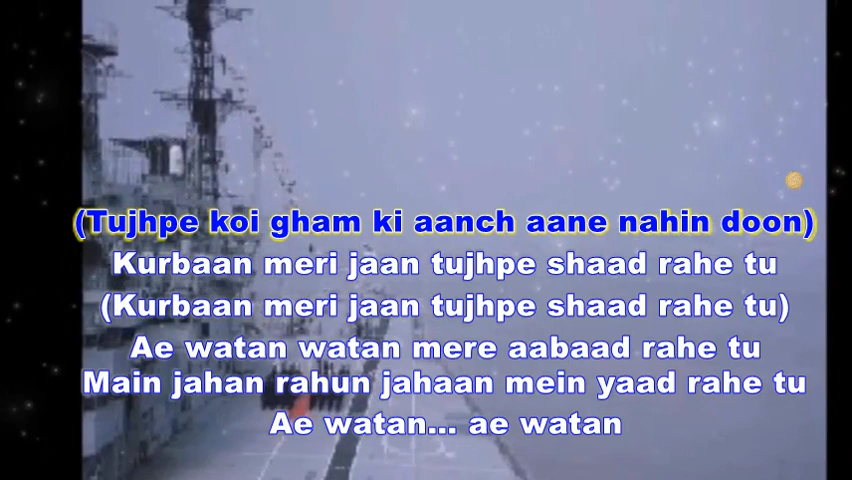 (Tujhpe koi gham ki aanch aane nahin doon)
Kurbaan meri jaan tujhpe shaad rahe tu
(Kurbaan meri jaan tujhpe shaad rahe tu)
Ae watan watan mere aabaad rahe tu
Main jahan rahun jahaan mein yaad rahe tu
Ae watan... ae watan